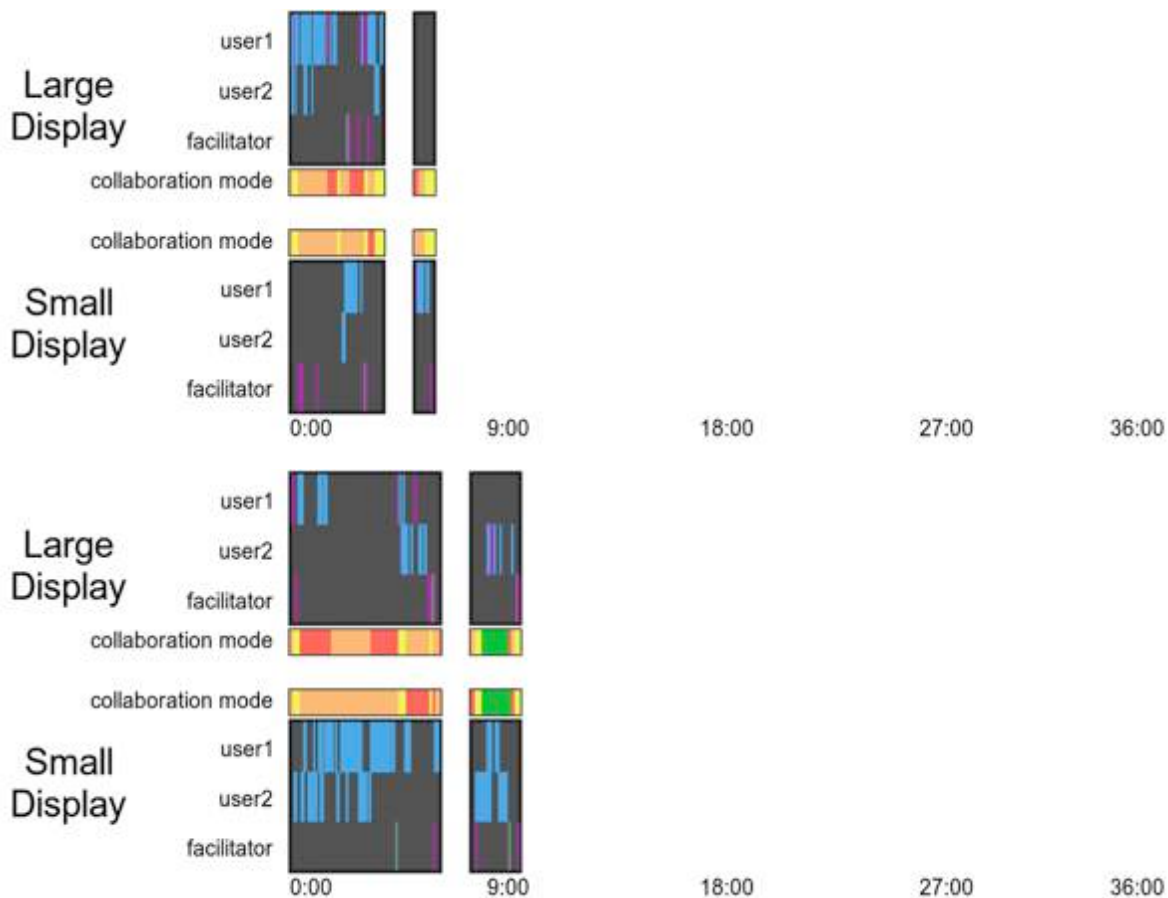 user1
Large
Display
user2
facilitator
collaboration mode
collaboration mode
user1
Small
Display
user2
facilitator
0:00 9:00 18:00 27:00 36:00
user1
Large
Display
user2
facilitator
collaboration mode
collaboration mode
user1
Small
Display
user2
facilitator
0:00 9:00 18:00 27:00 36:00